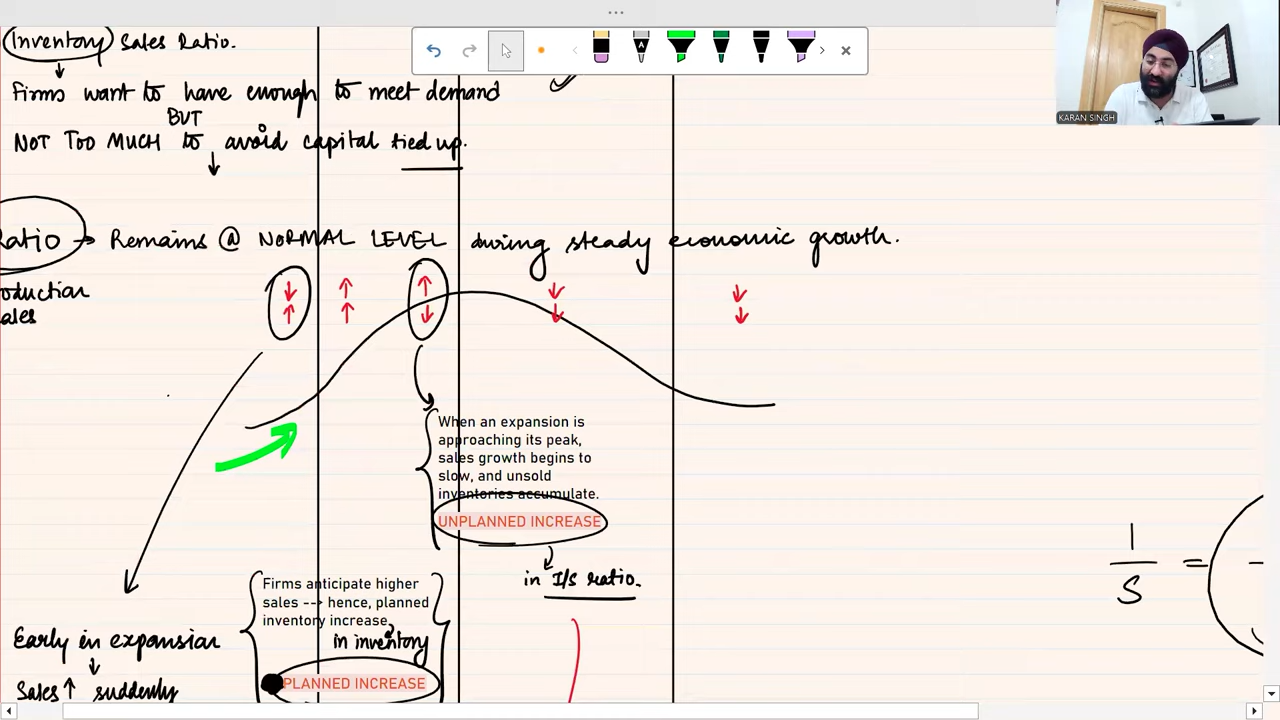 Inventory Sales Ratio.
Firms want to have enough to meet demand
BUT
NOT TOO MUCH to avoid capital tied up.
Ratio → Remains @ NORMAL LEVEL during steady economic growth.
oduction ↓ ↑ ↑ ↓ ↓
ales ↑ ↑ ↓ ↓ ↓
When an expansion is
approaching its peak,
sales growth begins to
slow, and unsold
inventories accumulate.
UNPLANNED INCREASE
in I/S ratio.
Firms anticipate higher
sales --> hence, planned
inventory increase.
in inventory
PLANNED INCREASE
Early in expansion
Sales ↑ suddenly
I
S
=
KARAN SINGH
A